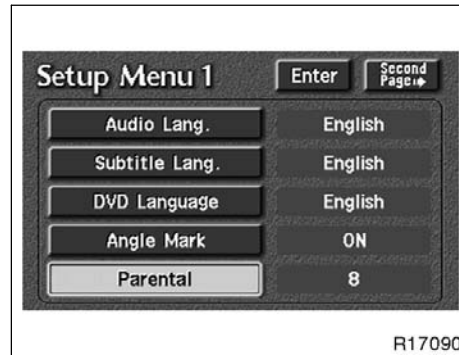 Setup Menu 1 Enter Second
Page
Audio Lang. English
Subtitle Lang. English
DVD Language English
Angle Mark ON
Parental 8
R17090